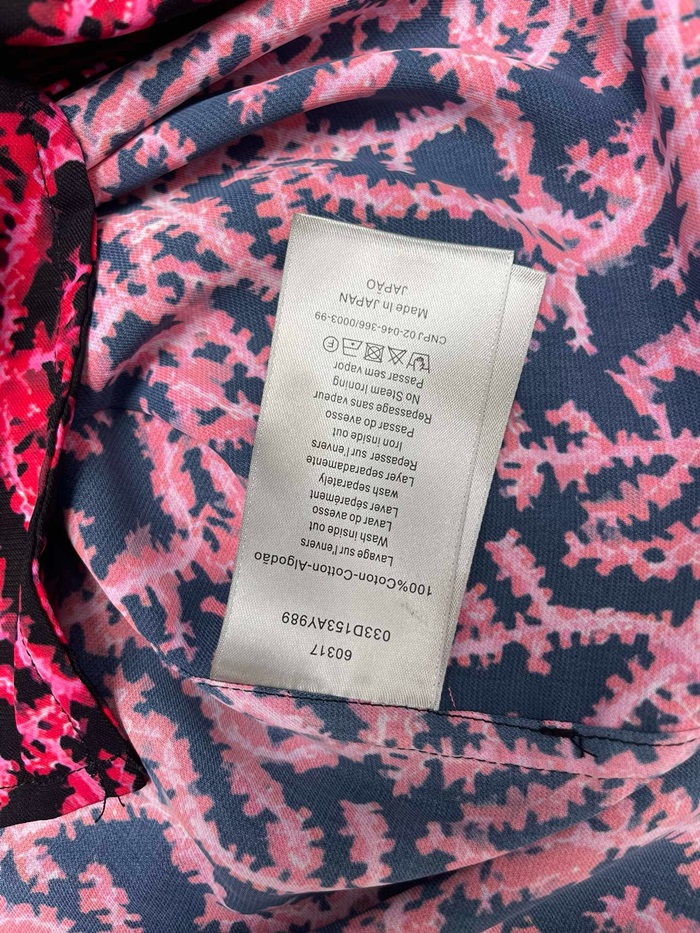 60317
033D153AY989
100%Coton-Cotton-Algodão
Lavage sur l'envers
Wash inside out
Lavar do avesso
Laver séparément
wash separately
Layer separadamente
Repasser sur l'envers
Iron inside out
Passar do avesso
Repassage sans vapeur
No Steam Ironing
Passar sem vapor
F
CNPJ 02-046-366/0003-99
Made in JAPAN
JAPÃO